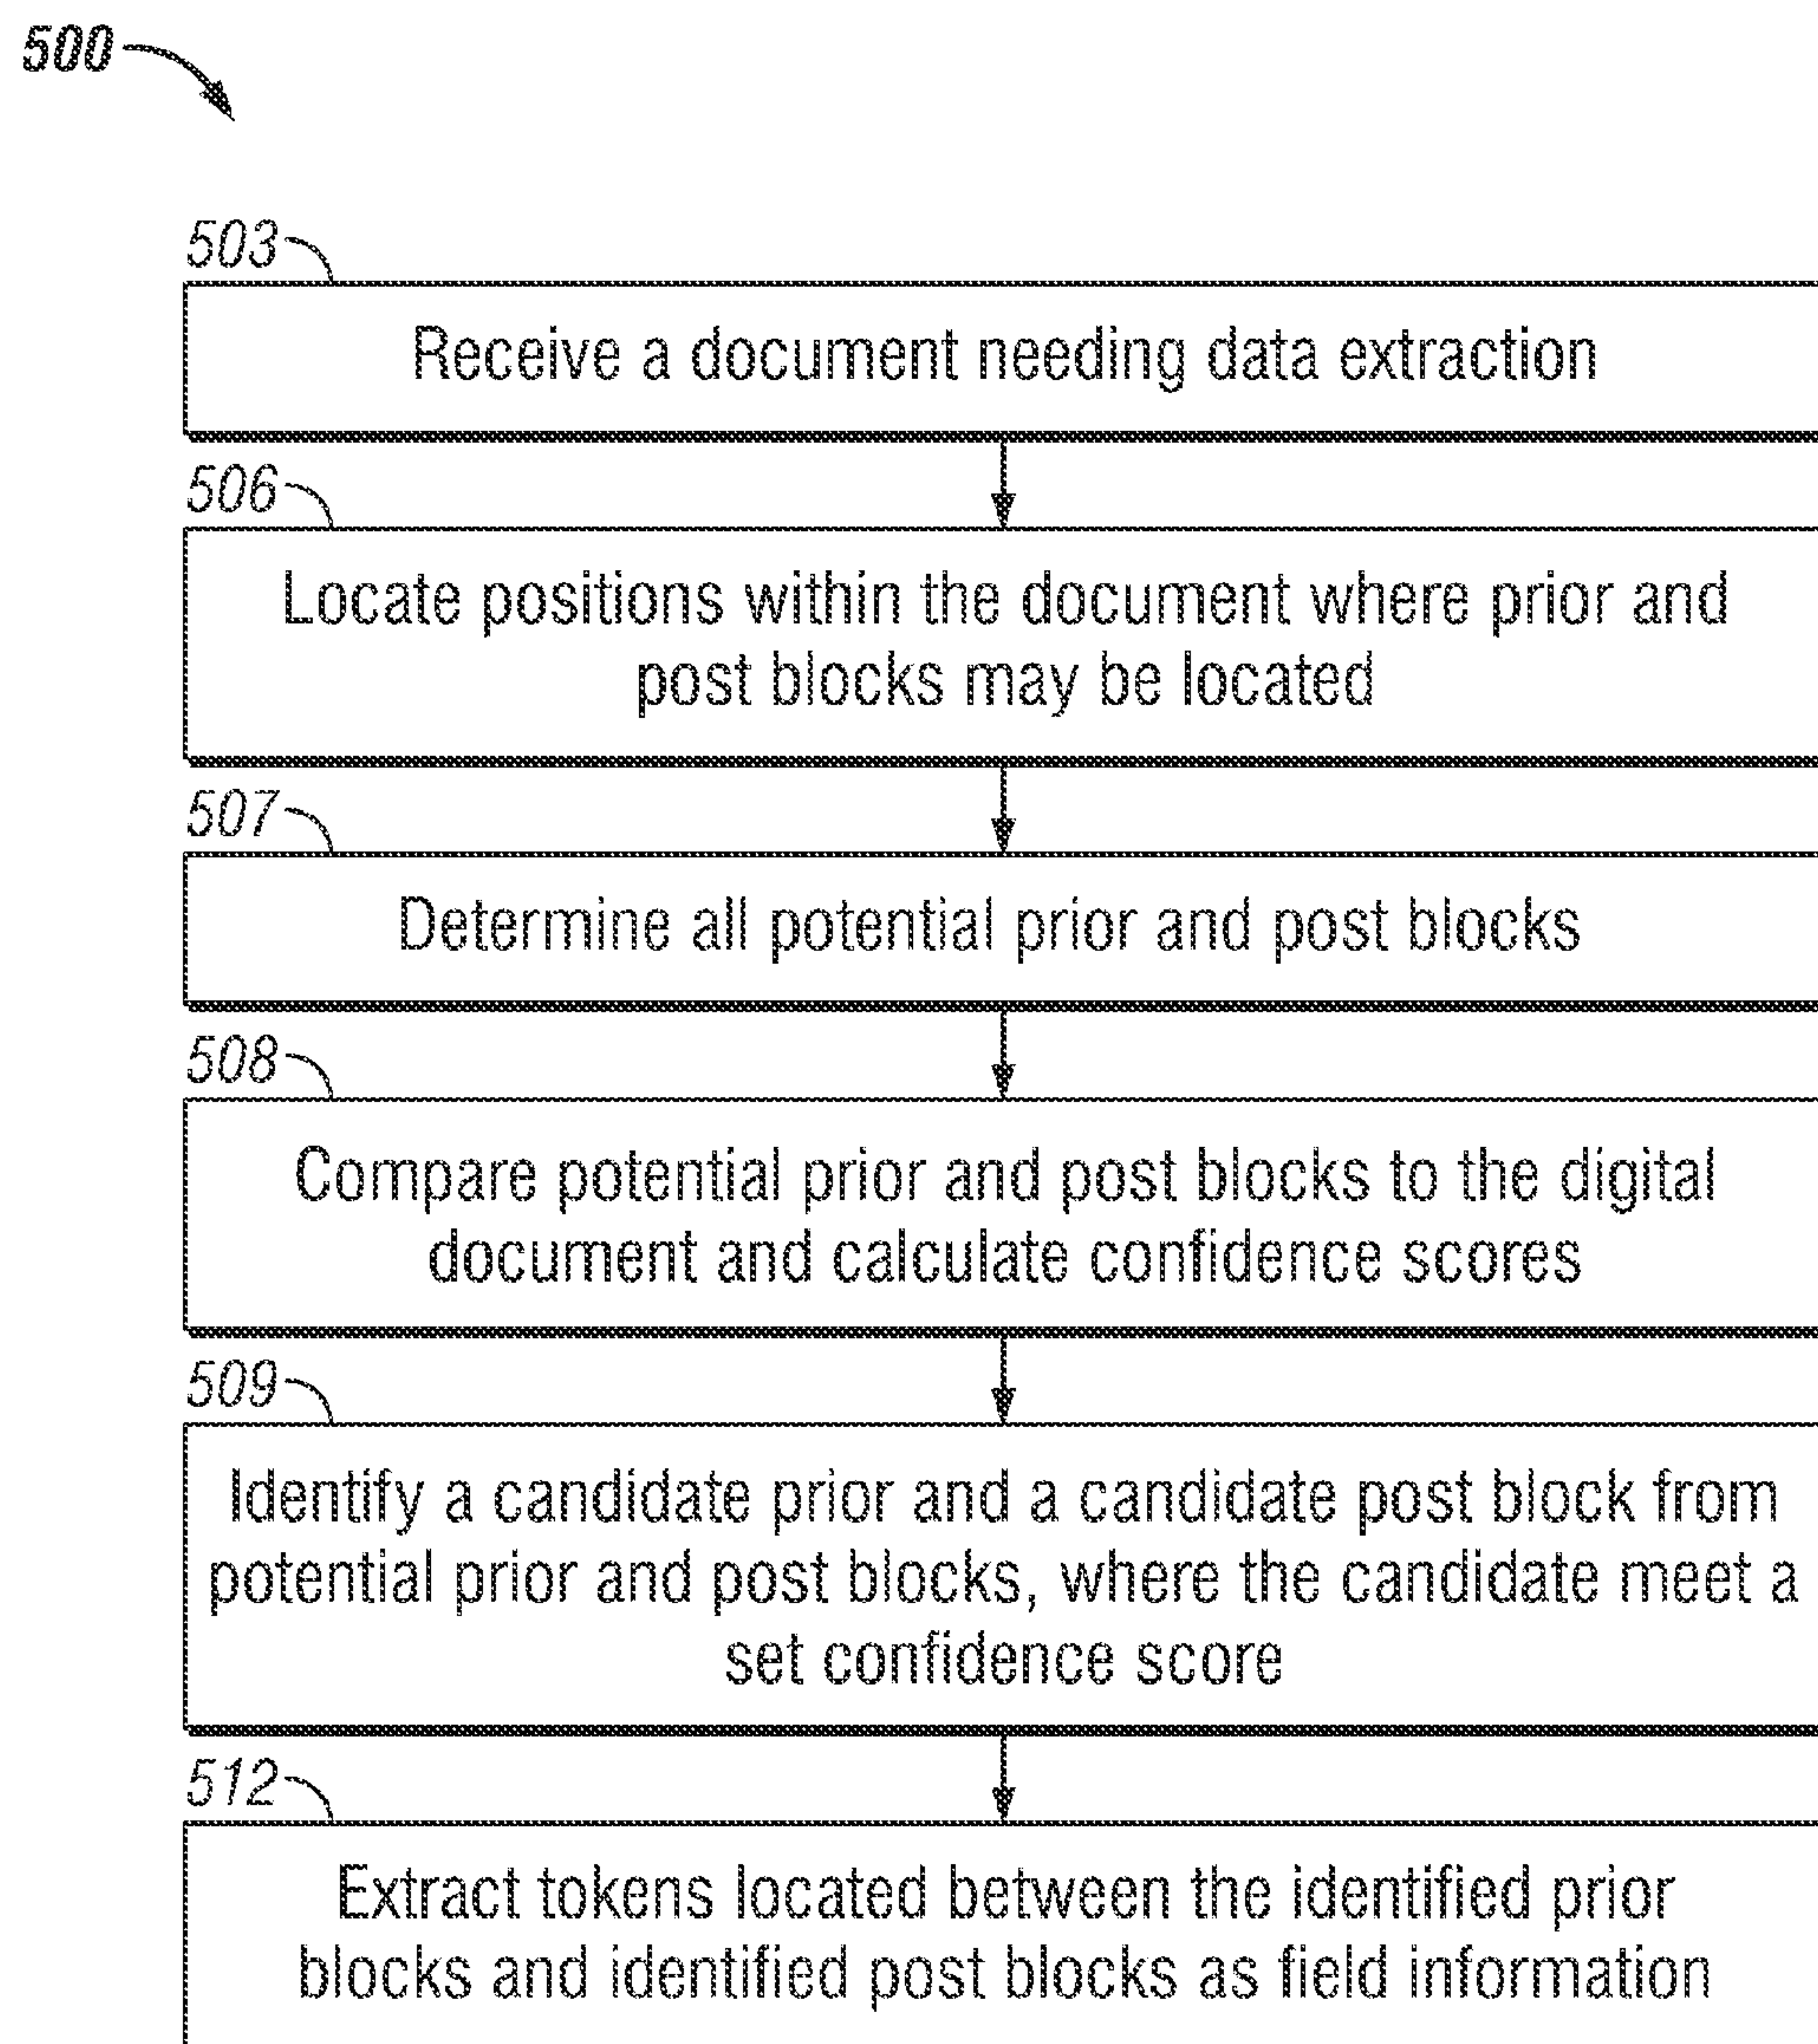 500
503
Receive a document needing data extraction
506
Locate positions within the document where prior and
post blocks may be located
507
Determine all potential prior and post blocks
508
Compare potential prior and post blocks to the digital
document and calculate confidence scores
509
Identify a candidate prior and a candidate post block from
potential prior and post blocks, where the candidate meet a
set confidence score
512
Extract tokens located between the identified prior
blocks and identified post blocks as field information